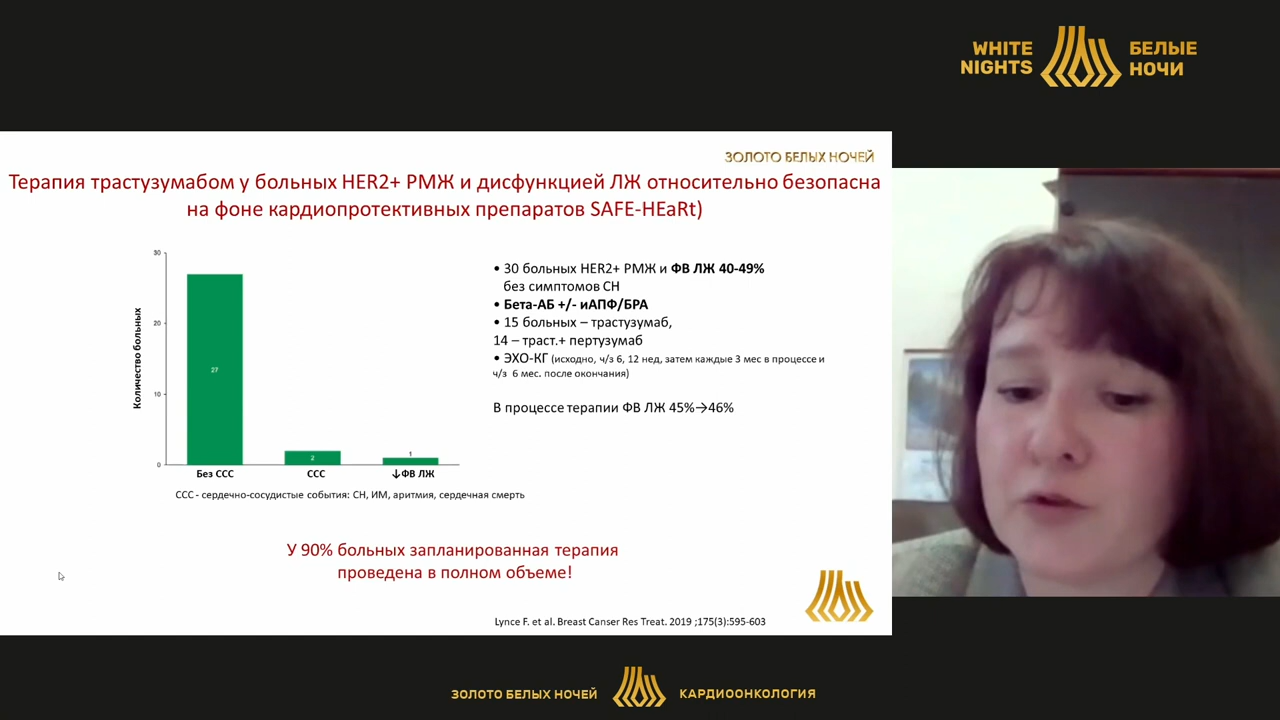 WHITE
NIGHTS
БЕЛЫЕ
НОЧИ
ЗОЛОТО БЕЛЫХ НОЧЕЙ
Терапия трастузумабом у больных HER2+ РМЖ и дисфункцией ЛЖ относительно безопасна
на фоне кардиопротективных препаратов SAFE-HEaRt)
Количество больных
30
20
10
0
27
2
1
Без ССС
ССС
↓ФВ ЛЖ
ССС - сердечно-сосудистые события: СН, ИМ, аритмия, сердечная смерть
• 30 больных HER2+ РМЖ и ФВ ЛЖ 40-49%
без симптомов СН
• Бета-АБ +/- иАПФ/БРА
• 15 больных – трастузумаб,
14 – траст.+ пертузумаб
• ЭХО-КГ (исходно, ч/з 6, 12 нед, затем каждые 3 мес в процессе и
ч/з 6 мес. после окончания)
В процессе терапии ФВ ЛЖ 45%→46%
У 90% больных запланированная терапия
проведена в полном объеме!
Lynce F. et al. Breast Canser Res Treat. 2019 ;175(3):595-603
ЗОЛОТО БЕЛЫХ НОЧЕЙ
КАРДИООНКОЛОГИЯ